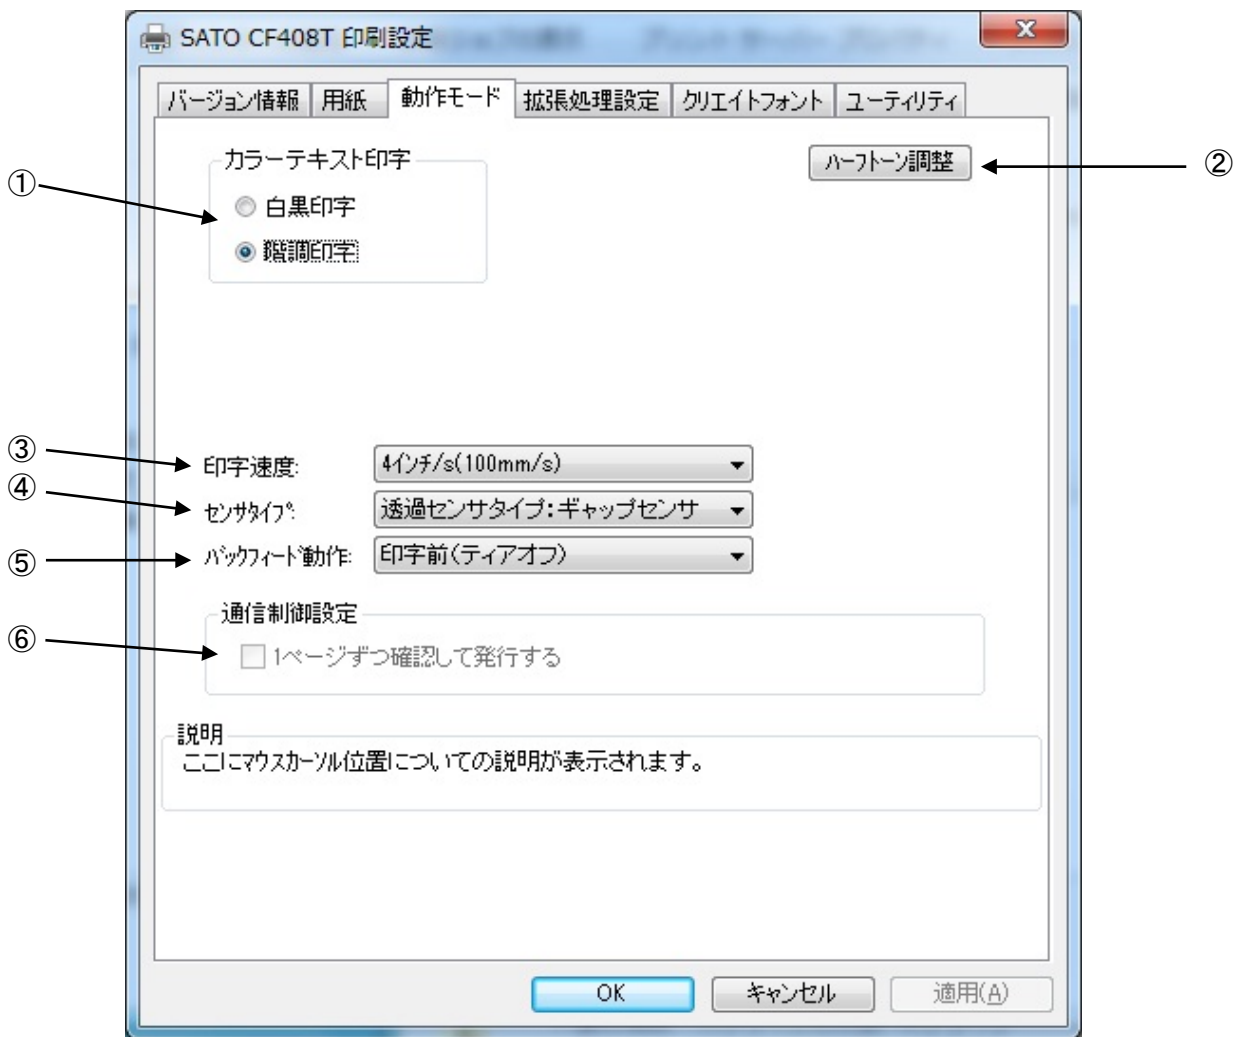 SATO CF408T 印刷設定
バージョン情報 用紙 動作モード 拡張処理設定 クリエイトフォント ユーティリティ
カラーテキスト印字 ハーフトーン調整 ②
① 白黒印字
階調印字
③ 印字速度: 4インチ/s(100mm/s)
④ センサタイプ: 透過センサタイプ:ギャップセンサ
⑤ バックフィード動作: 印字前(ティアオフ)
通信制御設定
⑥ 1ページずつ確認して発行する
説明
ここにマウスカーソル位置についての説明が表示されます。
OK キャンセル 適用(A)